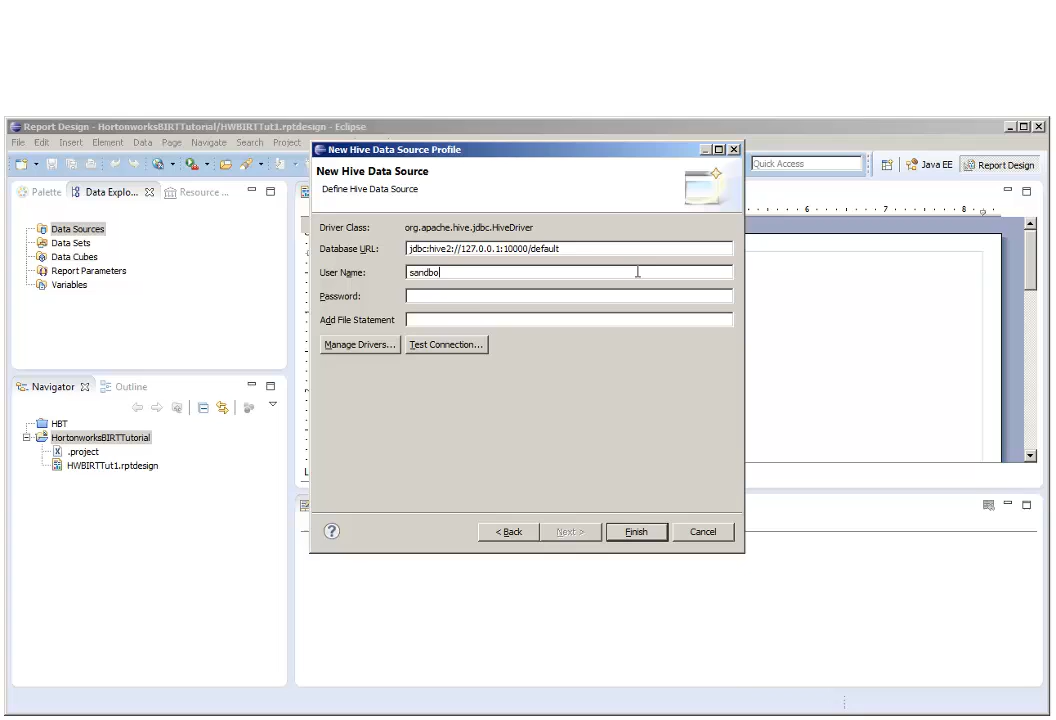 Report Design - HortonworksBIRTTutorial/HWBIRTTut1.rptdesign - Eclipse
File Edit Insert Element Data Page Navigate Search Project
Quick Access
Java EE
Report Design
Palette
Data Explo...
Resource ...
Data Sources
Data Sets
Data Cubes
Report Parameters
Variables
Navigator
Outline
HBT
HortonworksBIRTTutorial
.project
HWBIRTTut1.rptdesign
New Hive Data Source Profile
New Hive Data Source
Define Hive Data Source
Driver Class: org.apache.hive.jdbc.HiveDriver
Database URL: jdbc:hive2://127.0.0.1:10000/default
User Name: sandbo
Password:
Add File Statement
Manage Drivers... Test Connection...
< Back Next > Finish Cancel
6 7 8